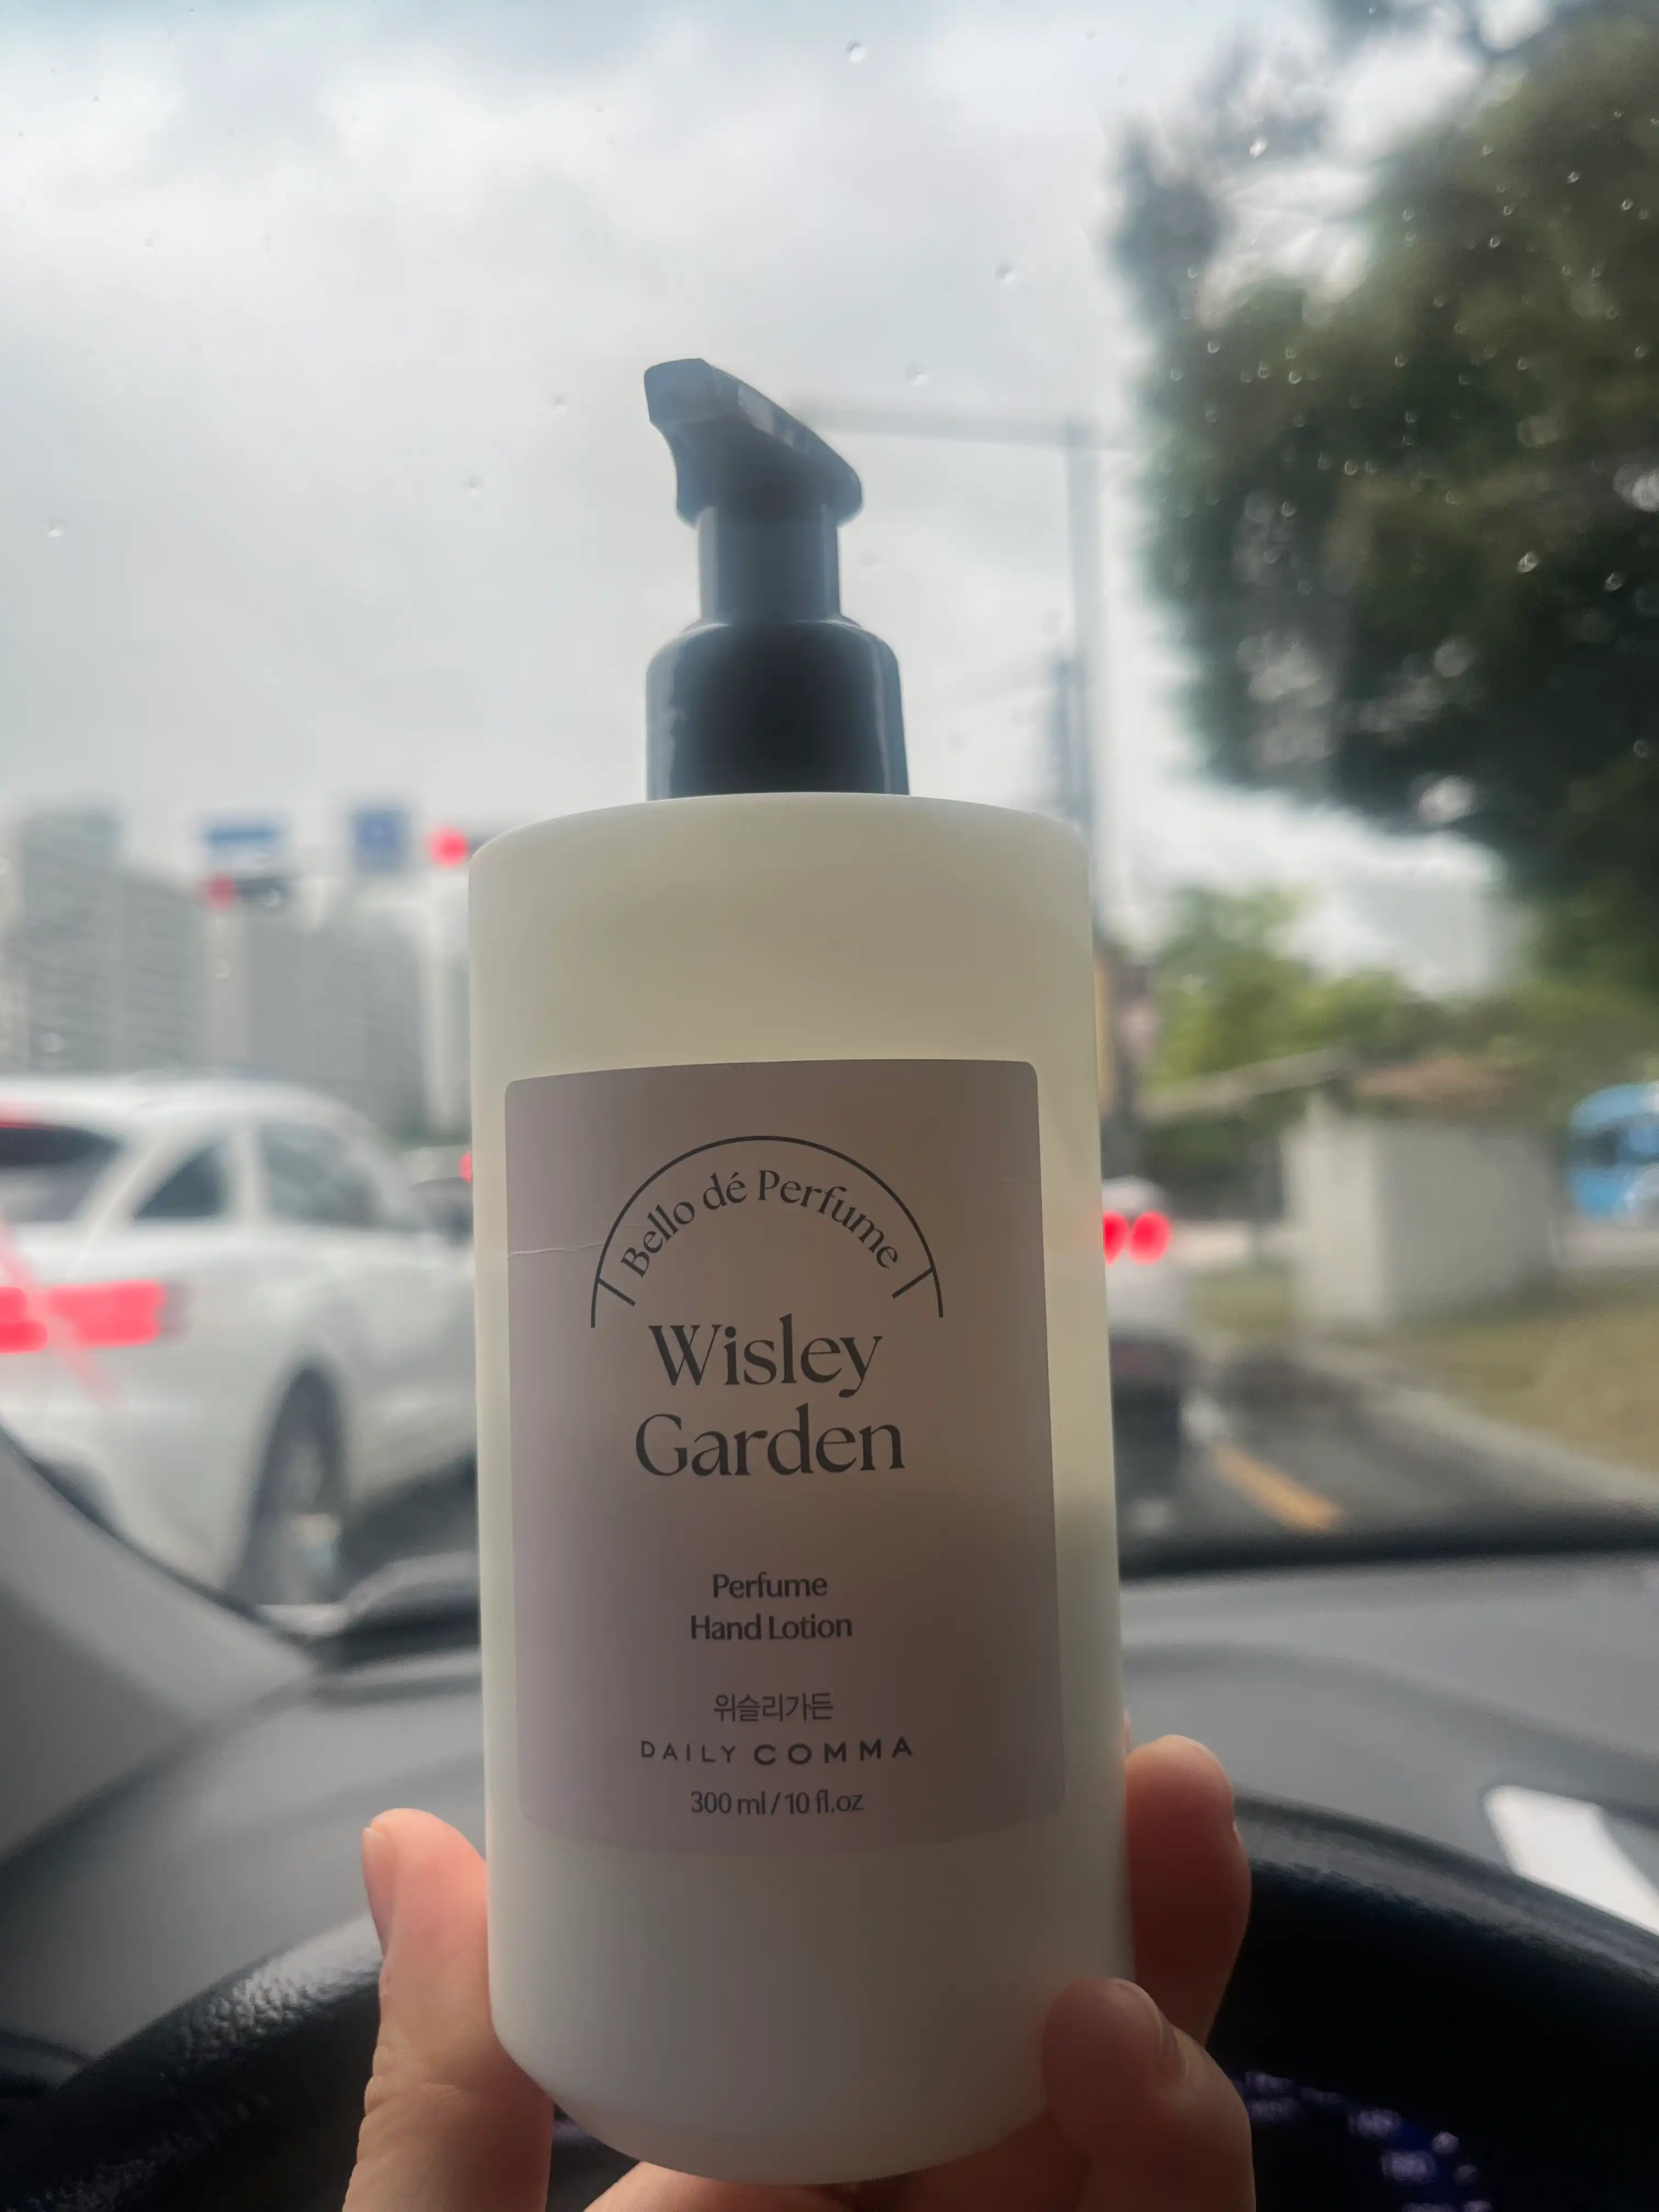 Bello dé Perfume
Wisley
Garden
Perfume
Hand Lotion
위슬리가든
DAILY COMMA
300 ml / 10 fl.oz